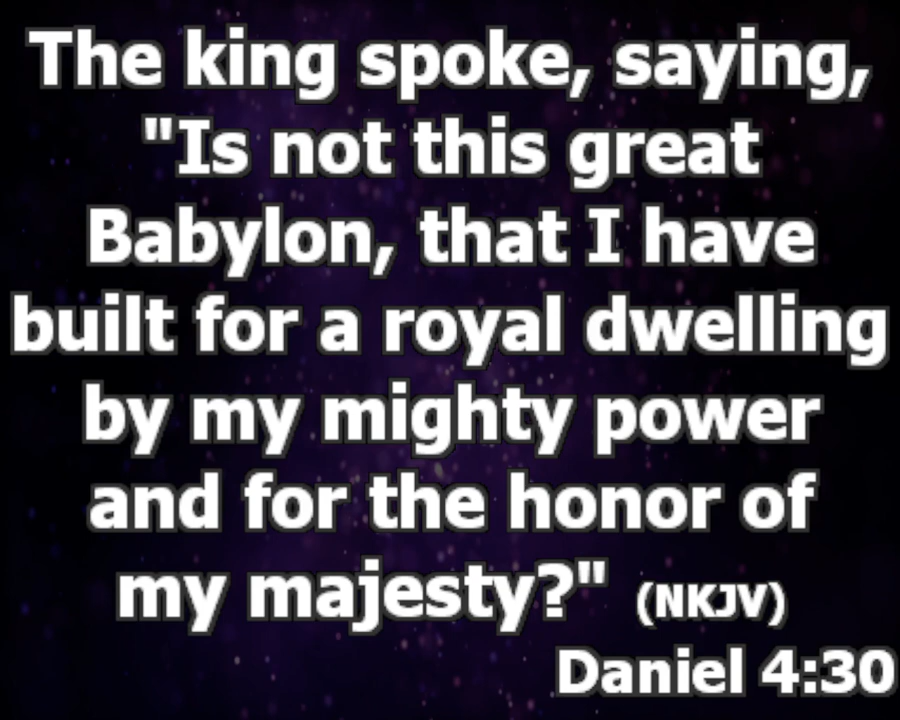 The king spoke, saying,
"Is not this great
Babylon, that I have
built for a royal dwelling
by my mighty power
and for the honor of
my majesty?" (NKJV)
Daniel 4:30